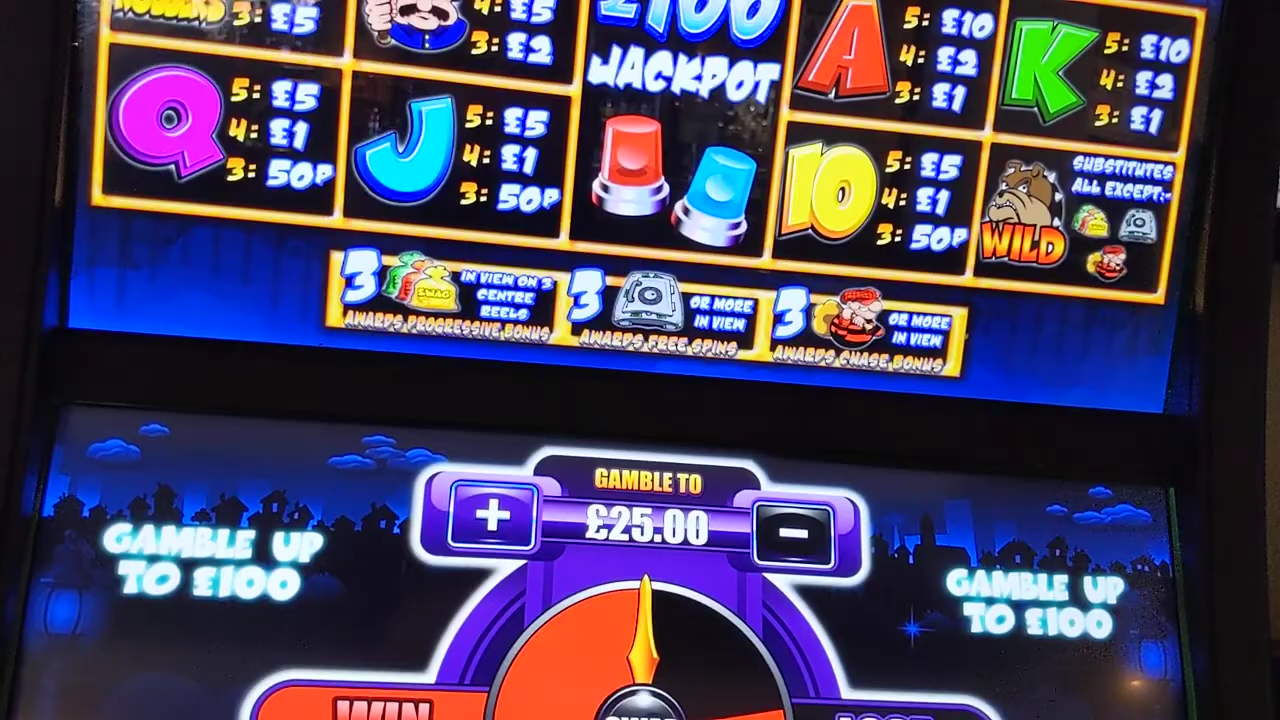 ROBBERS
3: £5
4: £5
3: £2
£100
JACKPOT
A
5: £10
4: £2
3: £1
K
5: £10
4: £2
3: £1
Q
5: £5
4: £1
3: 50P
J
5: £5
4: £1
3: 50P
10
5: £5
4: £1
3: 50P
SUBSTITUTES
ALL EXCEPT:-
WILD
3
SWAG
IN VIEW ON 3
CENTRE
REELS
AWARDS PROGRESSIVE BONUS
3
OR MORE
IN VIEW
AWARDS FREE SPINS
3
OR MORE
IN VIEW
AWARDS CHASE BONUS
GAMBLE TO
+
£25.00
-
GAMBLE UP
TO £100
GAMBLE UP
TO £100
WIN